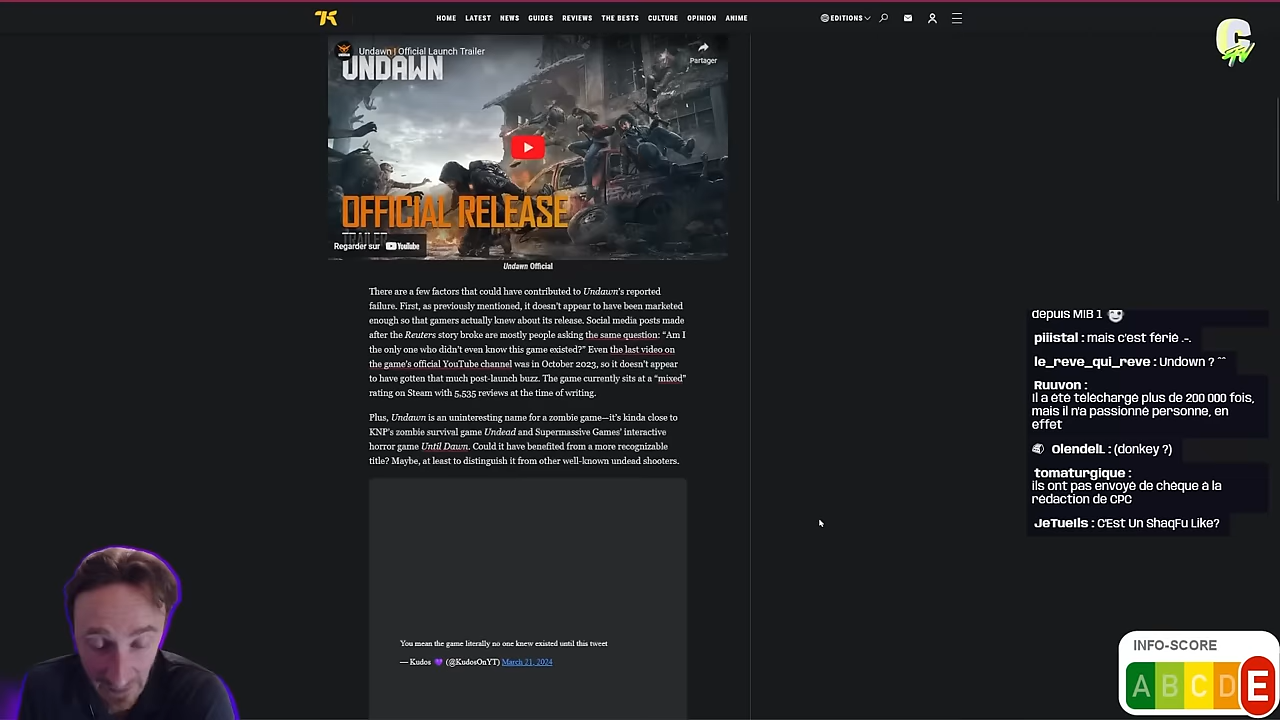 HOME LATEST NEWS GUIDES REVIEWS THE BESTS CULTURE OPINION ANIME EDITIONS
Undawn | Official Launch Trailer
UNDAWN
Partager
OFFICIAL RELEASE
TRAILER
Regarder sur YouTube
Undawn Official
There are a few factors that could have contributed to Undawn's reported
failure. First, as previously mentioned, it doesn't appear to have been marketed
enough so that gamers actually knew about its release. Social media posts made
after the Reuters story broke are mostly people asking the same question: “Am I
the only one who didn't even know this game existed?” Even the last video on
the game's official YouTube channel was in October 2023, so it doesn't appear
to have gotten that much post-launch buzz. The game currently sits at a “mixed”
rating on Steam with 5,535 reviews at the time of writing.
Plus, Undawn is an uninteresting name for a zombie game—it's kinda close to
KNP's zombie survival game Undead and Supermassive Games' interactive
horror game Until Dawn. Could it have benefited from a more recognizable
title? Maybe, at least to distinguish it from other well-known undead shooters.
You mean the game literally no one knew existed until this tweet
— Kudos 💜 (@KudosOnYT) March 21, 2024
depuis MIB 1
piistal : mais c'est férié .-.
le_reve_qui_reve : Undown ? ^^
Ruuvon :
il a été téléchargé plus de 200 000 fois,
mais il n'a passionné personne, en
effet
OlendelL : (donkey ?)
tomaturgique :
ils ont pas envoyé de chèque à la
rédaction de CPC
JeTueIls : C'Est Un ShaqFu Like?
INFO-SCORE
A B C D E